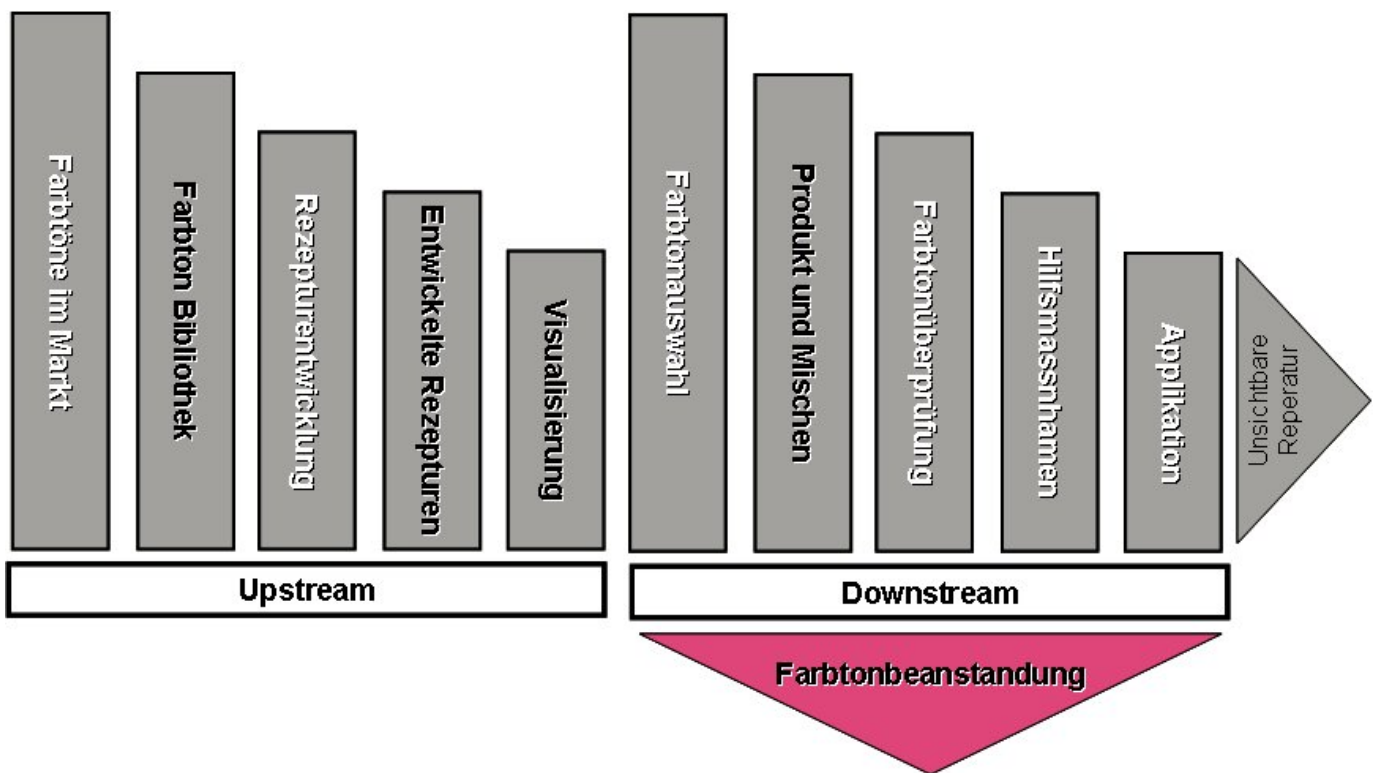 Farbtöne im Markt
Farbton Bibliothek
Rezepturentwicklung
Entwickelte Rezepturen
Visualisierung
Farbtonauswahl
Produkt und Mischen
Farbtonüberprüfung
Hilfsmassnhamen
Applikation
Unsichtbare
Reperatur
Upstream
Downstream
Farbtonbeanstandung